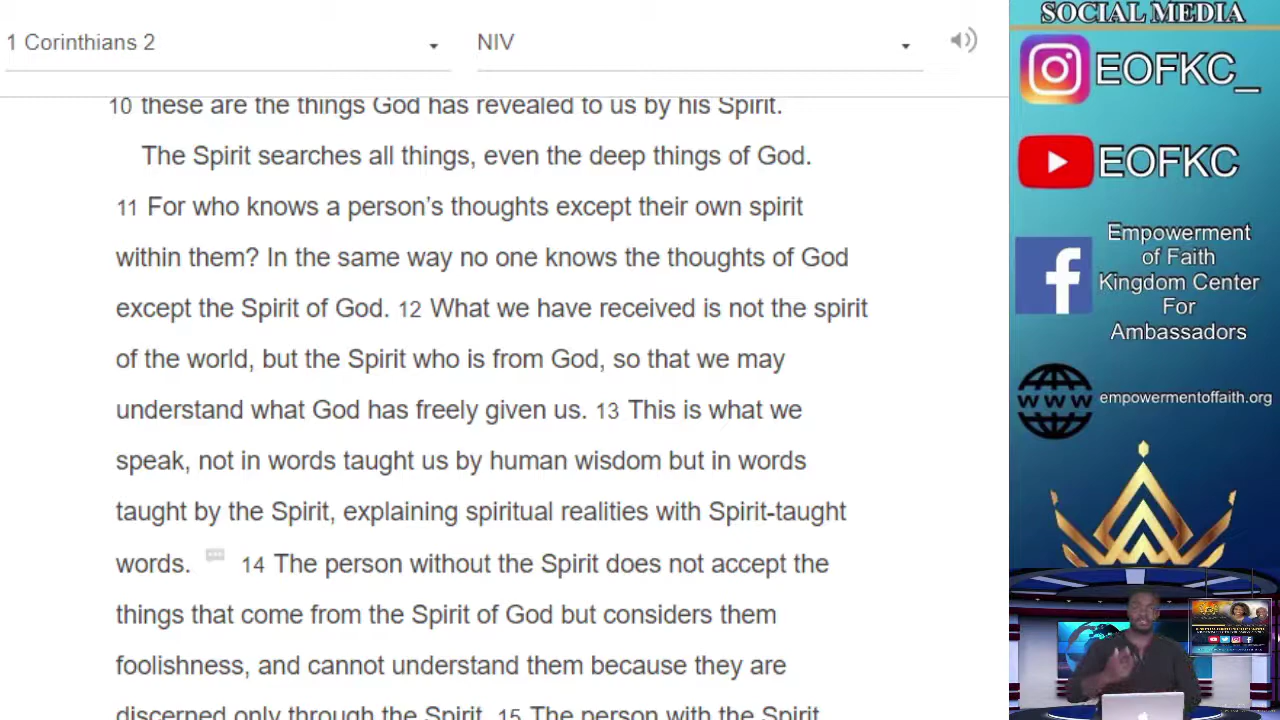 1 Corinthians 2
NIV
10 these are the things God has revealed to us by his Spirit.
The Spirit searches all things, even the deep things of God.
11 For who knows a person’s thoughts except their own spirit
within them? In the same way no one knows the thoughts of God
except the Spirit of God. 12 What we have received is not the spirit
of the world, but the Spirit who is from God, so that we may
understand what God has freely given us. 13 This is what we
speak, not in words taught us by human wisdom but in words
taught by the Spirit, explaining spiritual realities with Spirit-taught
words. 14 The person without the Spirit does not accept the
things that come from the Spirit of God but considers them
foolishness, and cannot understand them because they are
discerned only through the Spirit. 15 The person with the Spirit
SOCIAL MEDIA
EOFKC_
EOFKC
Empowerment
of Faith
Kingdom Center
For
Ambassadors
WWW
empowermentoffaith.org